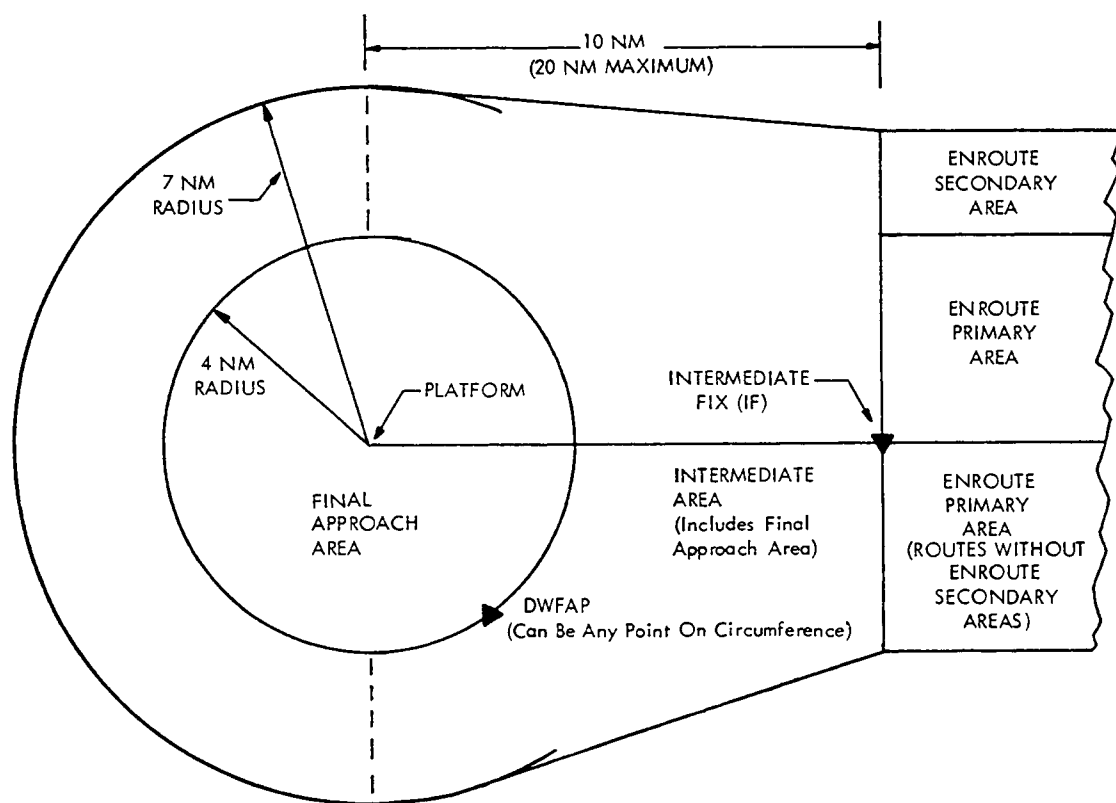 10 NM
(20 NM MAXIMUM)
7 NM
RADIUS
ENROUTE
SECONDARY
AREA
ENROUTE
PRIMARY
AREA
4 NM
RADIUS
PLATFORM
INTERMEDIATE
FIX (IF)
FINAL
APPROACH
AREA
INTERMEDIATE
AREA
(Includes Final
Approach Area)
ENROUTE
PRIMARY
AREA
(ROUTES WITHOUT
ENROUTE
SECONDARY
AREAS)
DWFAP
(Can Be Any Point On Circumference)